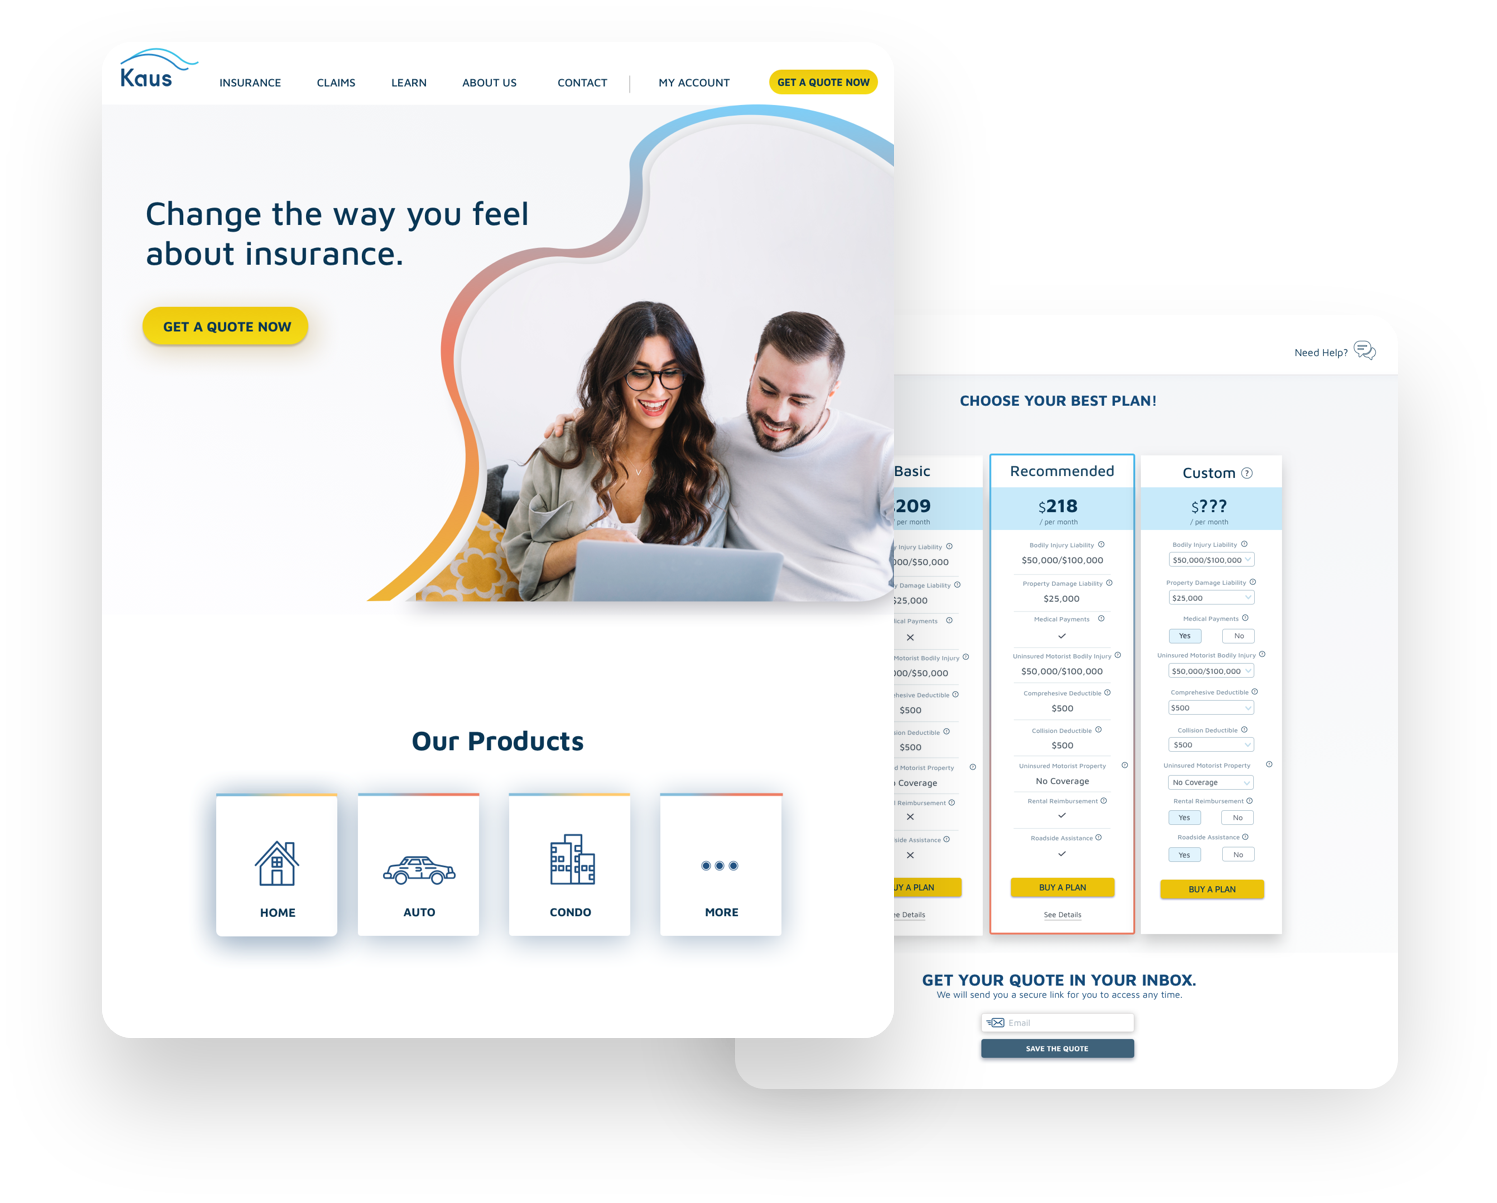 Kaus
INSURANCE CLAIMS LEARN ABOUT US CONTACT MY ACCOUNT GET A QUOTE NOW
Change the way you feel
about insurance.
GET A QUOTE NOW
Our Products
HOME AUTO CONDO MORE
Need Help?
CHOOSE YOUR BEST PLAN!
Basic
209
/ per month
Injury Liability
00/$50,000
Damage Liability
$25,000
ical Payments
Motorist Bodily Injury
00/$50,000
hesive Deductible
$500
sion Deductible
$500
d Motorist Property
Coverage
l Reimbursement
side Assistance
UY A PLAN
ee Details
Recommended
$218
/ per month
Bodily Injury Liability
$50,000/$100,000
Property Damage Liability
$25,000
Medical Payments
Uninsured Motorist Bodily Injury
$50,000/$100,000
Comprehesive Deductible
$500
Collision Deductible
$500
Uninsured Motorist Property
No Coverage
Rental Reimbursement
Roadside Assistance
BUY A PLAN
See Details
Custom ?
$???
/ per month
Bodily Injury Liability
$50,000/$100,000
Property Damage Liability
$25,000
Medical Payments
Yes No
Uninsured Motorist Bodily Injury
$50,000/$100,000
Comprehesive Deductible
$500
Collision Deductible
$500
Uninsured Motorist Property
No Coverage
Rental Reimbursement
Yes No
Roadside Assistance
Yes No
BUY A PLAN
GET YOUR QUOTE IN YOUR INBOX.
We will send you a secure link for you to access any time.
Email
SAVE THE QUOTE